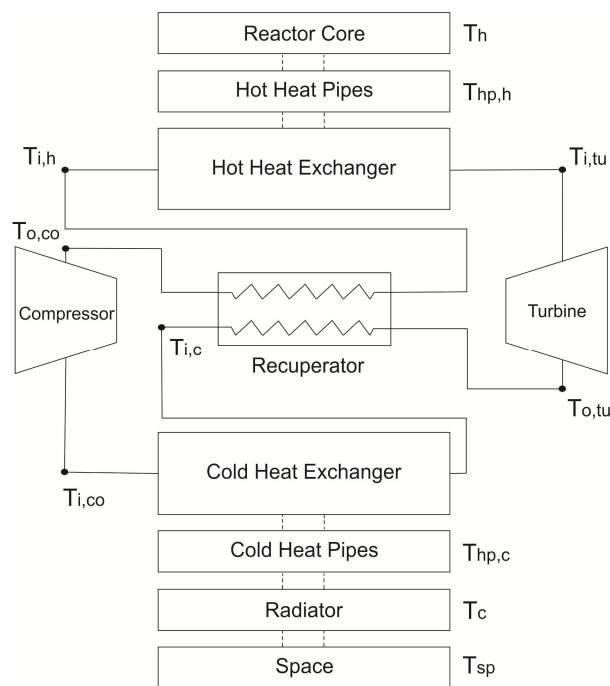 Reactor Core
Th
Hot Heat Pipes
Thp,h
Ti,h
Hot Heat Exchanger
Ti,tu
To,co
Compressor
Turbine
Ti,c
Recuperator
To,tu
Cold Heat Exchanger
Ti,co
Cold Heat Pipes
Thp,c
Radiator
Tc
Space
Tsp